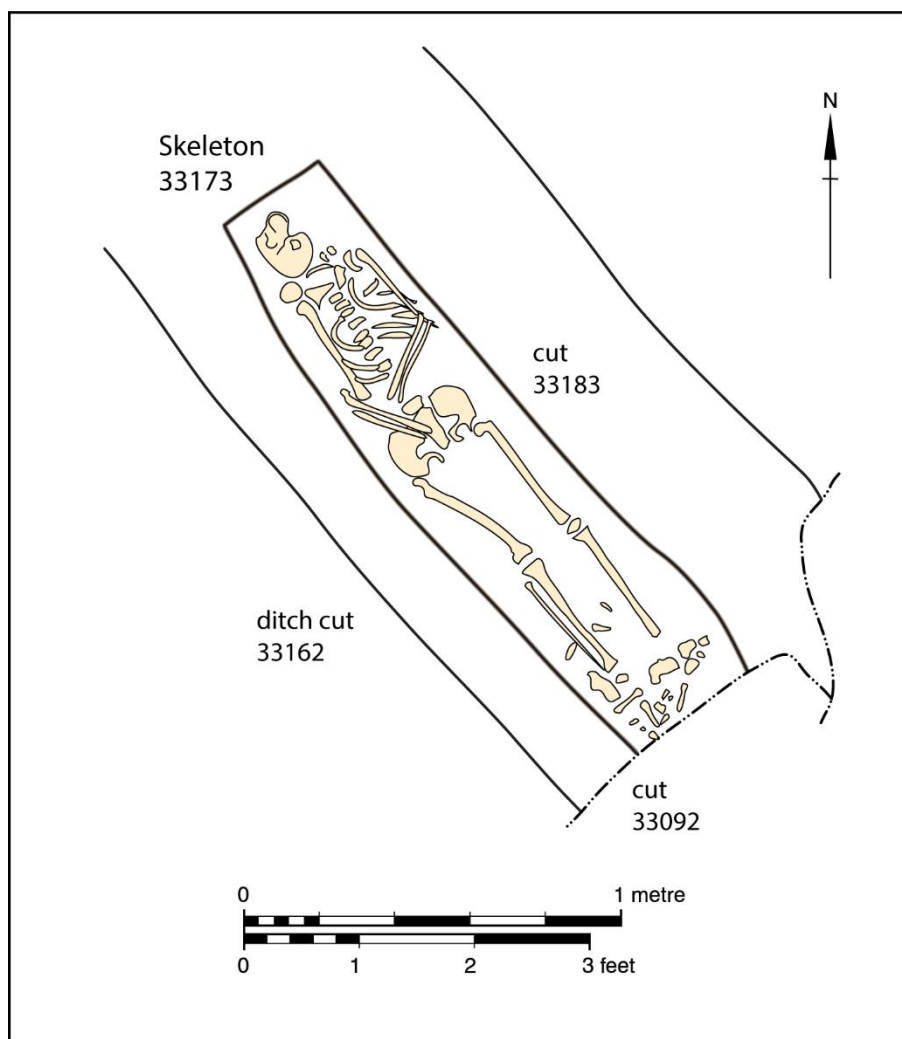 N
Skeleton
33173
cut
33183
ditch cut
33162
cut
33092
0 1 metre
0 1 2 3 feet